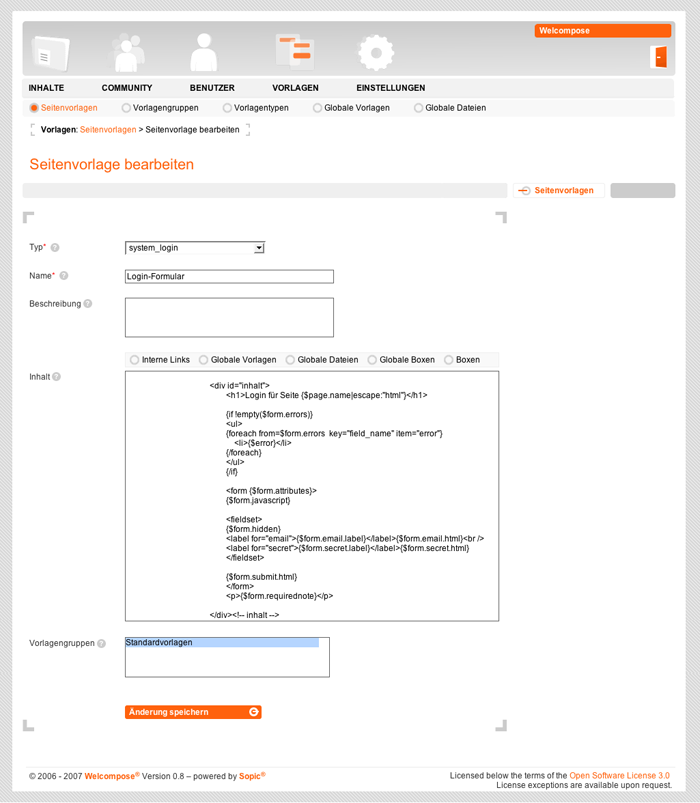 Welcompose
INHALTE COMMUNITY BENUTZER VORLAGEN EINSTELLUNGEN
Seitenvorlagen Vorlagengruppen Vorlagentypen Globale Vorlagen Globale Dateien
Vorlagen: Seitenvorlagen > Seitenvorlage bearbeiten
Seitenvorlage bearbeiten
Seitenvorlagen
Typ* ? system_login
Name* ? Login-Formular
Beschreibung ?
Interne Links Globale Vorlagen Globale Dateien Globale Boxen Boxen
Inhalt ?
<div id="inhalt">
<h1>Login für Seite {$page.name|escape:"html"}</h1>
{if !empty($form.errors)}
<ul>
{foreach from=$form.errors key="field_name" item="error"}
<li>{$error}</li>
{/foreach}
</ul>
{/if}
<form {$form.attributes}>
{$form.javascript}
<fieldset>
{$form.hidden}
<label for="email">{$form.email.label}</label>{$form.email.html}<br />
<label for="secret">{$form.secret.label}</label>{$form.secret.html}
</fieldset>
{$form.submit.html}
</form>
<p>{$form.requirednote}</p>
</div><!-- inhalt -->
Vorlagengruppen ? Standardvorlagen
Änderung speichern
© 2006 - 2007 Welcompose® Version 0.8 – powered by Sopic® Licensed below the terms of the Open Software License 3.0
License exceptions are available upon request.